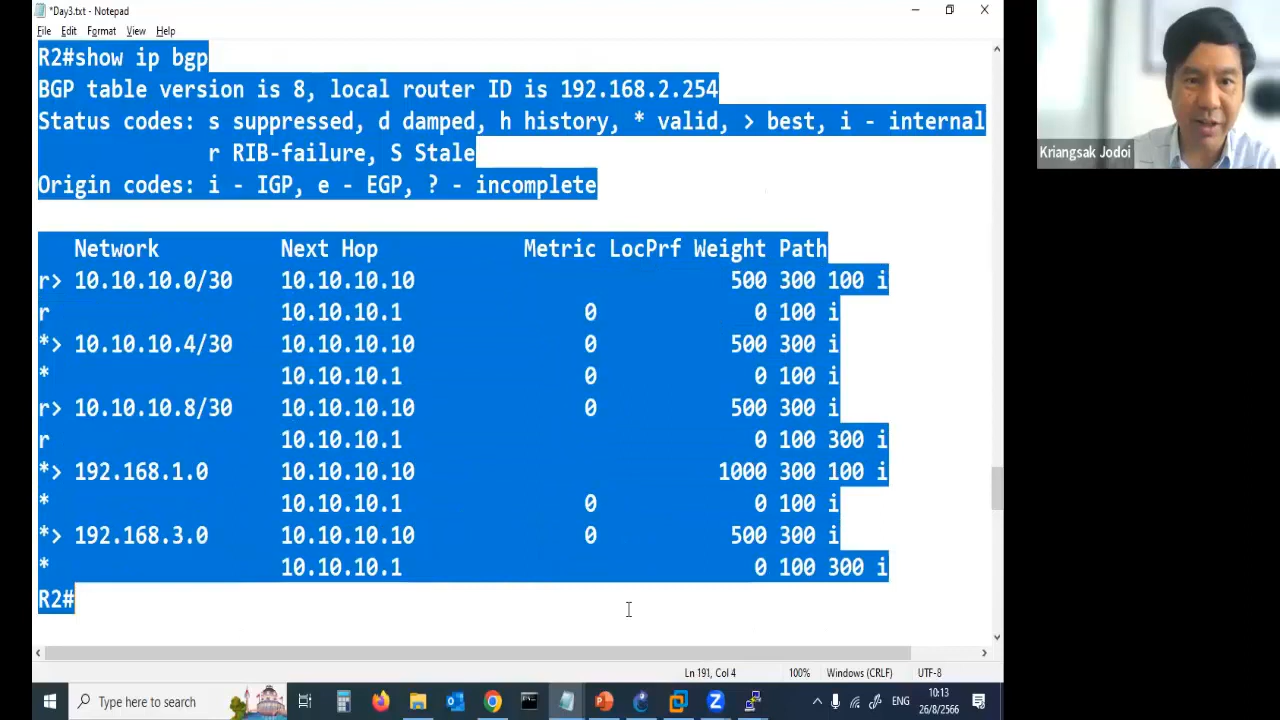 *Day3.txt - Notepad
File Edit Format View Help
R2#show ip bgp
BGP table version is 8, local router ID is 192.168.2.254
Status codes: s suppressed, d damped, h history, * valid, > best, i - internal
r RIB-failure, S Stale
Origin codes: i - IGP, e - EGP, ? - incomplete
Network Next Hop Metric LocPrf Weight Path
r> 10.10.10.0/30 10.10.10.10 500 300 100 i
r 10.10.10.1 0 0 100 i
*> 10.10.10.4/30 10.10.10.10 0 500 300 i
* 10.10.10.1 0 0 100 i
r> 10.10.10.8/30 10.10.10.10 0 500 300 i
r 10.10.10.1 0 100 300 i
*> 192.168.1.0 10.10.10.10 1000 300 100 i
* 10.10.10.1 0 0 100 i
*> 192.168.3.0 10.10.10.10 0 500 300 i
* 10.10.10.1 0 100 300 i
R2#
Ln 191, Col 4 100% Windows (CRLF) UTF-8
Type here to search
ENG
10:13
26/8/2566
Kriangsak Jodoi